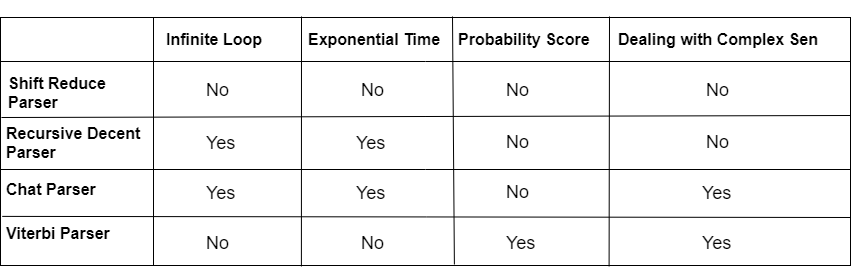 Infinite Loop Exponential Time Probability Score Dealing with Complex Sen
Shift Reduce
Parser No No No No
Recursive Decent
Parser Yes Yes No No
Chat Parser Yes Yes No Yes
Viterbi Parser No No Yes Yes